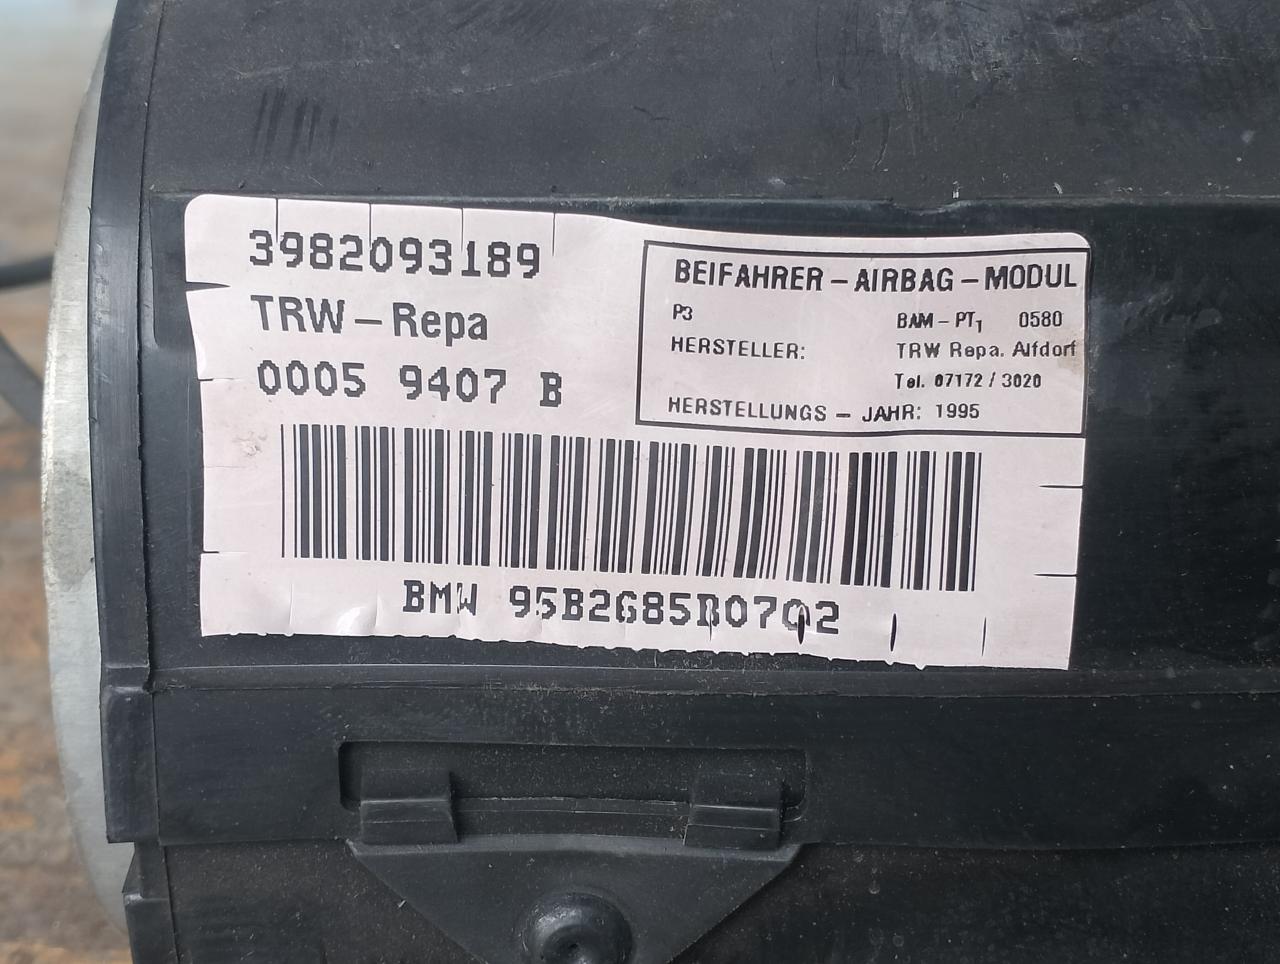 3982093189
TRW-Repa
0005 9407 B
BEIFAHRER-AIRBAG-MODUL
P3 BAM-PT1 0580
HERSTELLER: TRW Repa. Alfdorf
Tel. 07172/3020
HERSTELLUNGS - JAHR: 1995
BMW 95B2685B0702